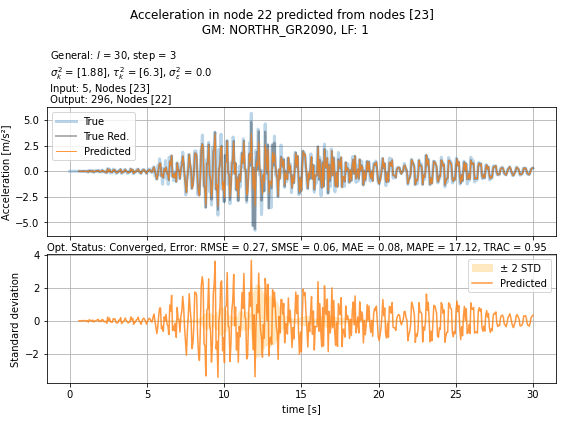 Acceleration in node 22 predicted from nodes [23]
GM: NORTHR_GR2090, LF: 1
General: l = 30, step = 3
σ²k = [1.88], τ²k = [6.3], σ²ε = 0.0
Input: 5, Nodes [23]
Output: 296, Nodes [22]
True
True Red.
Predicted
Acceleration [m/s²]
5.0
2.5
0.0
−2.5
−5.0
Opt. Status: Converged, Error: RMSE = 0.27, SMSE = 0.06, MAE = 0.08, MAPE = 17.12, TRAC = 0.95
± 2 STD
Predicted
Standard deviation
4
2
0
−2
0 5 10 15 20 25 30
time [s]